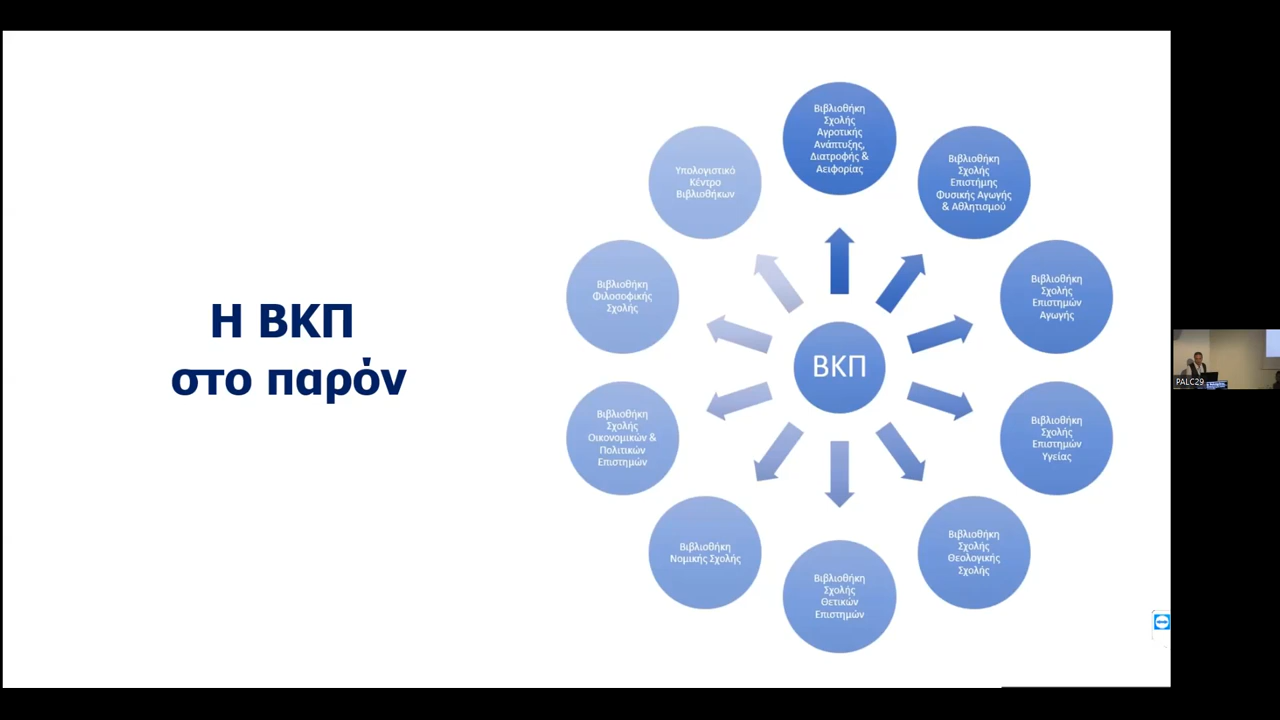 Η ΒΚΠ
στο παρόν
ΒΚΠ
Βιβλιοθήκη
Σχολής
Αγροτικής
Ανάπτυξης,
Διατροφής &
Αειφορίας
Βιβλιοθήκη
Σχολής
Επιστήμης
Φυσικής Αγωγής
& Αθλητισμού
Βιβλιοθήκη
Σχολής
Επιστημών
Αγωγής
Βιβλιοθήκη
Σχολής
Επιστημών
Υγείας
Βιβλιοθήκη
Σχολής
Θεολογικής
Σχολής
Βιβλιοθήκη
Σχολής
Θετικών
Επιστημών
Βιβλιοθήκη
Νομικής Σχολής
Βιβλιοθήκη
Σχολής
Οικονομικών &
Πολιτικών
Επιστημών
Βιβλιοθήκη
Φιλοσοφικής
Σχολής
Υπολογιστικό
Κέντρο
Βιβλιοθήκων
PALC29